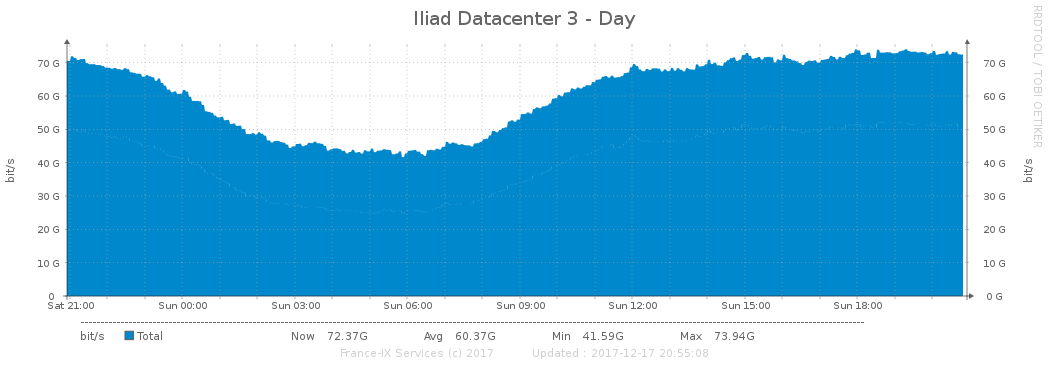 Iliad Datacenter 3 - Day
RRDTOOL / TOBI OETIKER
bit/s
70 G
60 G
50 G
40 G
30 G
20 G
10 G
0
70 G
60 G
50 G
40 G
30 G
20 G
10 G
0 G
bit/s
Sat 21:00 Sun 00:00 Sun 03:00 Sun 06:00 Sun 09:00 Sun 12:00 Sun 15:00 Sun 18:00
bit/s Total Now 72.37G Avg 60.37G Min 41.59G Max 73.94G
France-IX Services (c) 2017 Updated : 2017-12-17 20:55:08